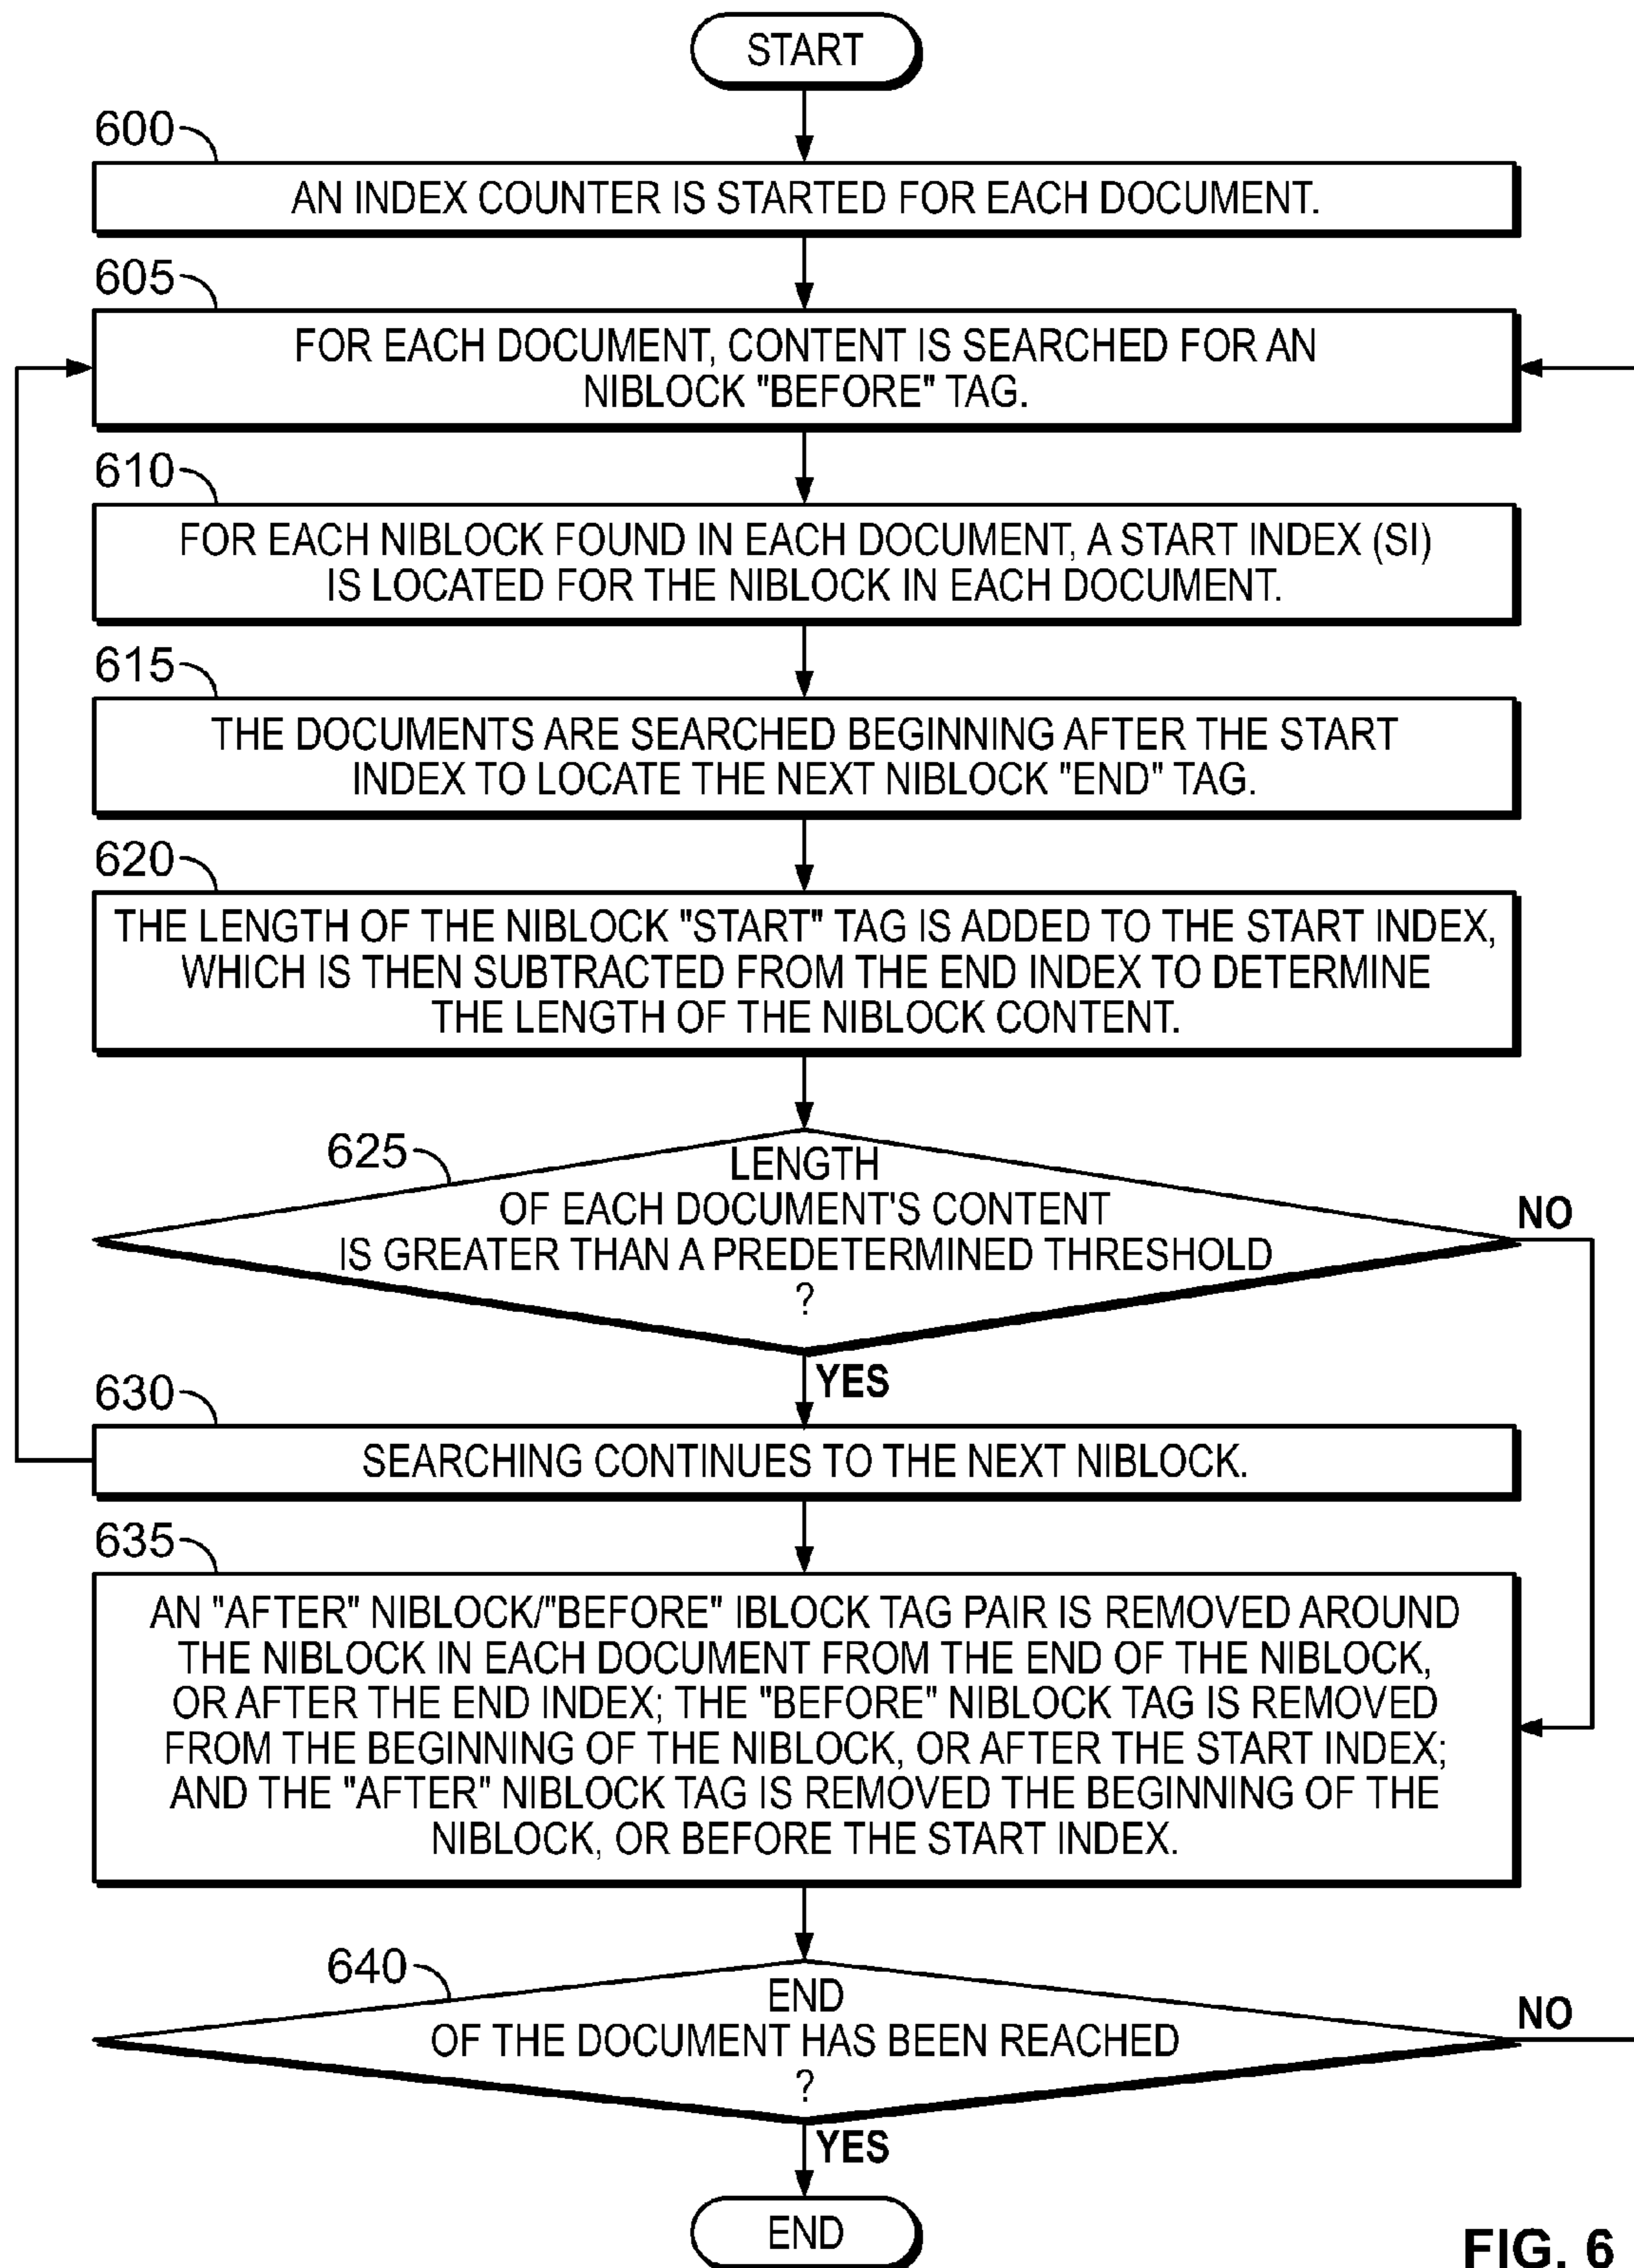 START
600
AN INDEX COUNTER IS STARTED FOR EACH DOCUMENT.
605
FOR EACH DOCUMENT, CONTENT IS SEARCHED FOR AN
NIBLOCK "BEFORE" TAG.
610
FOR EACH NIBLOCK FOUND IN EACH DOCUMENT, A START INDEX (SI)
IS LOCATED FOR THE NIBLOCK IN EACH DOCUMENT.
615
THE DOCUMENTS ARE SEARCHED BEGINNING AFTER THE START
INDEX TO LOCATE THE NEXT NIBLOCK "END" TAG.
620
THE LENGTH OF THE NIBLOCK "START" TAG IS ADDED TO THE START INDEX,
WHICH IS THEN SUBTRACTED FROM THE END INDEX TO DETERMINE
THE LENGTH OF THE NIBLOCK CONTENT.
625
LENGTH
OF EACH DOCUMENT'S CONTENT
IS GREATER THAN A PREDETERMINED THRESHOLD
?
NO
YES
630
SEARCHING CONTINUES TO THE NEXT NIBLOCK.
635
AN "AFTER" NIBLOCK/"BEFORE" IBLOCK TAG PAIR IS REMOVED AROUND
THE NIBLOCK IN EACH DOCUMENT FROM THE END OF THE NIBLOCK,
OR AFTER THE END INDEX; THE "BEFORE" NIBLOCK TAG IS REMOVED
FROM THE BEGINNING OF THE NIBLOCK, OR AFTER THE START INDEX;
AND THE "AFTER" NIBLOCK TAG IS REMOVED THE BEGINNING OF THE
NIBLOCK, OR BEFORE THE START INDEX.
640
END
OF THE DOCUMENT HAS BEEN REACHED
?
NO
YES
END
FIG. 6